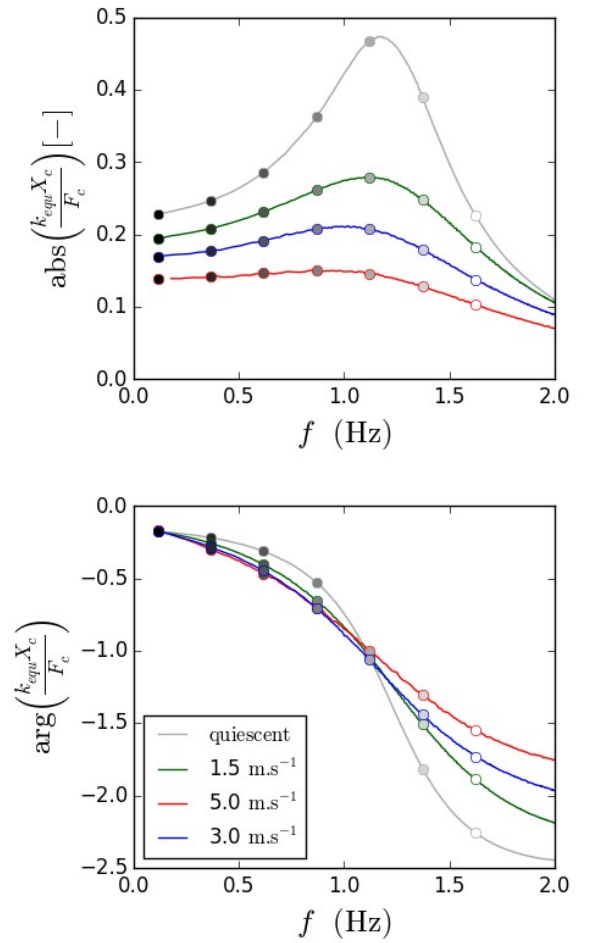 0.5
0.4
0.3
0.2
0.1
0.0
abs(k_equ X_c / F_c)[−]
0.0 0.5 1.0 1.5 2.0
f (Hz)
0.0
−0.5
−1.0
−1.5
−2.0
−2.5
arg(k_equ X_c / F_c)
quiescent
1.5 m.s⁻¹
5.0 m.s⁻¹
3.0 m.s⁻¹
0.0 0.5 1.0 1.5 2.0
f (Hz)